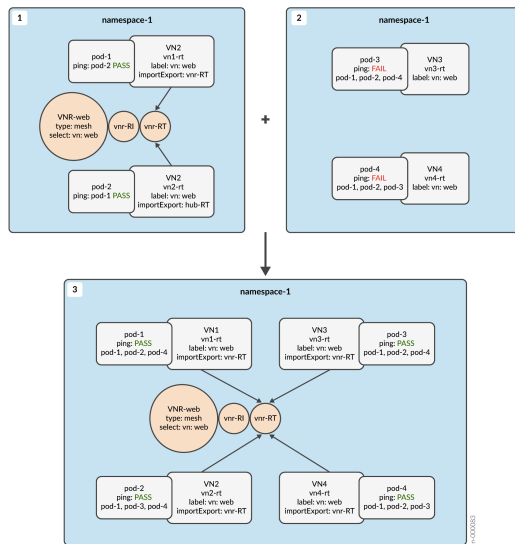 1
namespace-1
pod-1
ping: pod-2 PASS
VN2
vn1-rt
label: vn: web
importExport: vnr-RT
VNR-web
type: mesh
select: vn: web
vnr-RI
vnr-RT
pod-2
ping: pod-1 PASS
VN2
vn2-rt
label: vn: web
importExport: hub-RT
+
2
namespace-1
pod-3
ping: FAIL
pod-1, pod-2, pod-4
VN3
vn3-rt
label: vn: web
pod-4
ping: FAIL
pod-1, pod-2, pod-3
VN4
vn4-rt
label: vn: web
3
namespace-1
pod-1
ping: PASS
pod-1, pod-2, pod-4
VN1
vn1-rt
label: vn: web
importExport: vnr-RT
VN3
vn3-rt
label: vn: web
importExport: vnr-RT
pod-3
ping: PASS
pod-1, pod-2, pod-4
VNR-web
type: mesh
select: vn: web
vnr-RI
vnr-RT
pod-2
ping: PASS
pod-1, pod-3, pod-4
VN2
vn2-rt
label: vn: web
importExport: vnr-RT
VN4
vn4-rt
label: vn: web
importExport: vnr-RT
pod-4
ping: PASS
pod-1, pod-2, pod-3